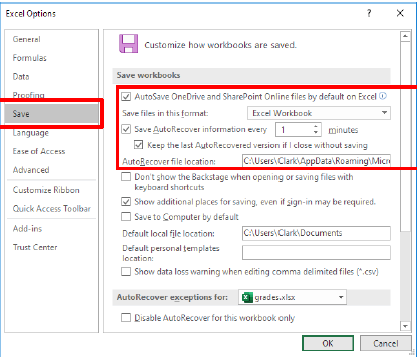 Excel Options
General
Formulas
Data
Proofing
Save
Language
Ease of Access
Advanced
Customize Ribbon
Quick Access Toolbar
Add-ins
Trust Center
Customize how workbooks are saved.
Save workbooks
AutoSave OneDrive and SharePoint Online files by default on Excel
Save files in this format: Excel Workbook
Save AutoRecover information every 1 minutes
Keep the last AutoRecovered version if I close without saving
AutoRecover file location: C:\Users\Clark\AppData\Roaming\Micr
Don't show the Backstage when opening or saving files with
keyboard shortcuts
Show additional places for saving, even if sign-in may be required.
Save to Computer by default
Default local file location: C:\Users\Clark\Documents
Default personal templates
location:
Show data loss warning when editing comma delimited files (*.csv)
AutoRecover exceptions for: grades.xlsx
Disable AutoRecover for this workbook only
OK Cancel